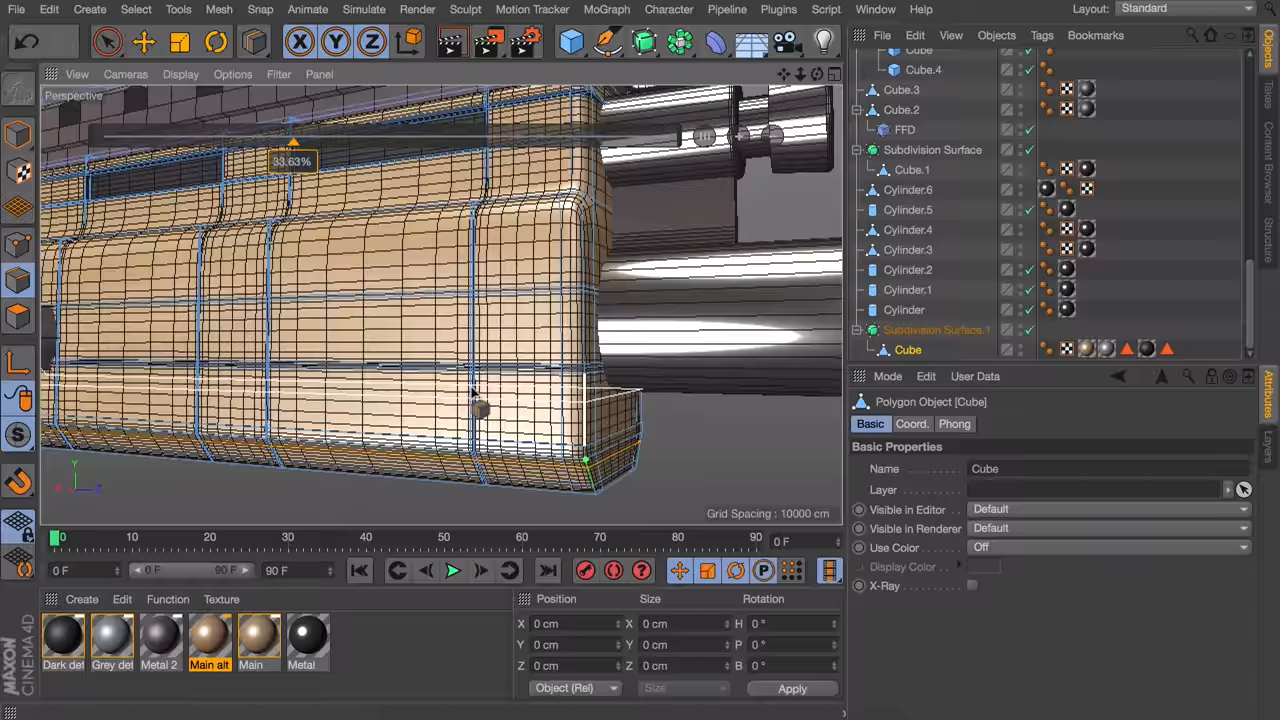 File Edit Create Select Tools Mesh Snap Animate Simulate Render Sculpt Motion Tracker MoGraph Character Pipeline Plugins Script Window Help Layout: Standard
X Y Z
File Edit View Objects Tags Bookmarks
View Cameras Display Options Filter Panel
Perspective
33.63%
Cube
Cube.4
Cube.3
Cube.2
FFD
Subdivision Surface
Cube.1
Cylinder.6
Cylinder.5
Cylinder.4
Cylinder.3
Cylinder.2
Cylinder.1
Cylinder
Subdivision Surface.1
Cube
Objects
Takes
Content Browser
Structure
Mode Edit User Data
Polygon Object [Cube]
Basic Coord. Phong
Basic Properties
Name Cube
Layer
Visible in Editor Default
Visible in Renderer Default
Use Color Off
Display Color
X-Ray
Attributes
Layers
Y
X Z
Grid Spacing : 10000 cm
S
0 10 20 30 40 50 60 70 80 90 0 F
0 F 0 F 90 F 90 F
P
Create Edit Function Texture
Dark def Grey det Metal 2 Main alt Main Metal
Position Size Rotation
X 0 cm X 0 cm H 0 °
Y 0 cm Y 0 cm P 0 °
Z 0 cm Z 0 cm B 0 °
Object (Rel) Size Apply
MAXON
CINEMA 4D